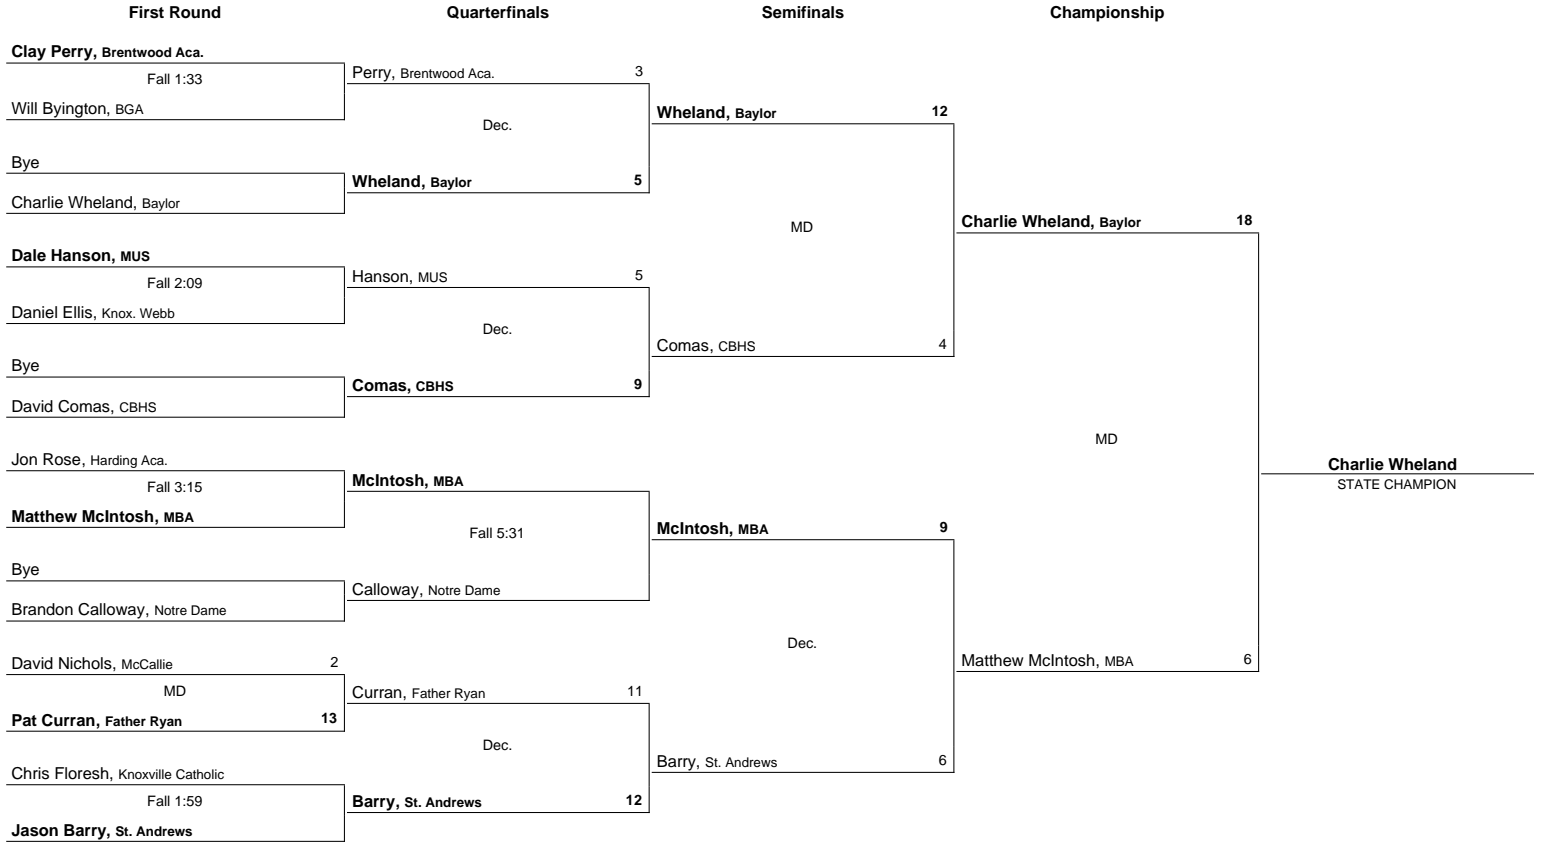 First Round Quarterfinals Semifinals Championship
Clay Perry, Brentwood Aca.
Fall 1:33
Will Byington, BGA
Bye
Charlie Wheland, Baylor
Dale Hanson, MUS
Fall 2:09
Daniel Ellis, Knox. Webb
Bye
David Comas, CBHS
Jon Rose, Harding Aca.
Fall 3:15
Matthew McIntosh, MBA
Bye
Brandon Calloway, Notre Dame
David Nichols, McCallie 2
MD
Pat Curran, Father Ryan 13
Chris Floresh, Knoxville Catholic
Fall 1:59
Jason Barry, St. Andrews
Perry, Brentwood Aca. 3
Dec.
Wheland, Baylor 5
Hanson, MUS 5
Dec.
Comas, CBHS 9
McIntosh, MBA
Fall 5:31
Calloway, Notre Dame
Curran, Father Ryan 11
Dec.
Barry, St. Andrews 12
Wheland, Baylor 12
MD
Comas, CBHS 4
McIntosh, MBA 9
Dec.
Barry, St. Andrews 6
Charlie Wheland, Baylor 18
MD
Matthew McIntosh, MBA 6
Charlie Wheland
STATE CHAMPION